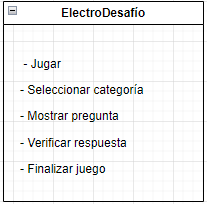 ElectroDesafío
- Jugar
- Seleccionar categoría
- Mostrar pregunta
- Verificar respuesta
- Finalizar juego